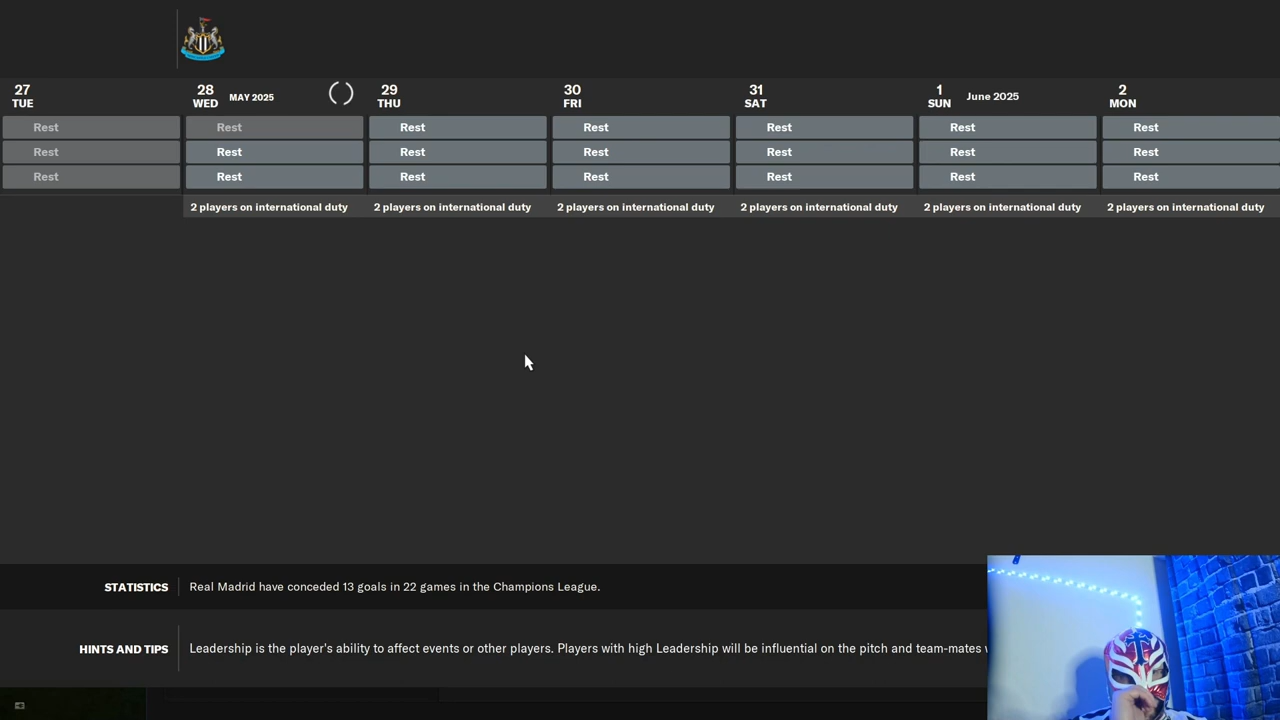 27
TUE
28
WED MAY 2025
29
THU
30
FRI
31
SAT
1
SUN June 2025
2
MON
Rest Rest Rest Rest Rest Rest Rest
Rest Rest Rest Rest Rest Rest Rest
Rest Rest Rest Rest Rest Rest Rest
2 players on international duty 2 players on international duty 2 players on international duty 2 players on international duty 2 players on international duty 2 players on international duty
STATISTICS Real Madrid have conceded 13 goals in 22 games in the Champions League.
HINTS AND TIPS Leadership is the player's ability to affect events or other players. Players with high Leadership will be influential on the pitch and team-mates